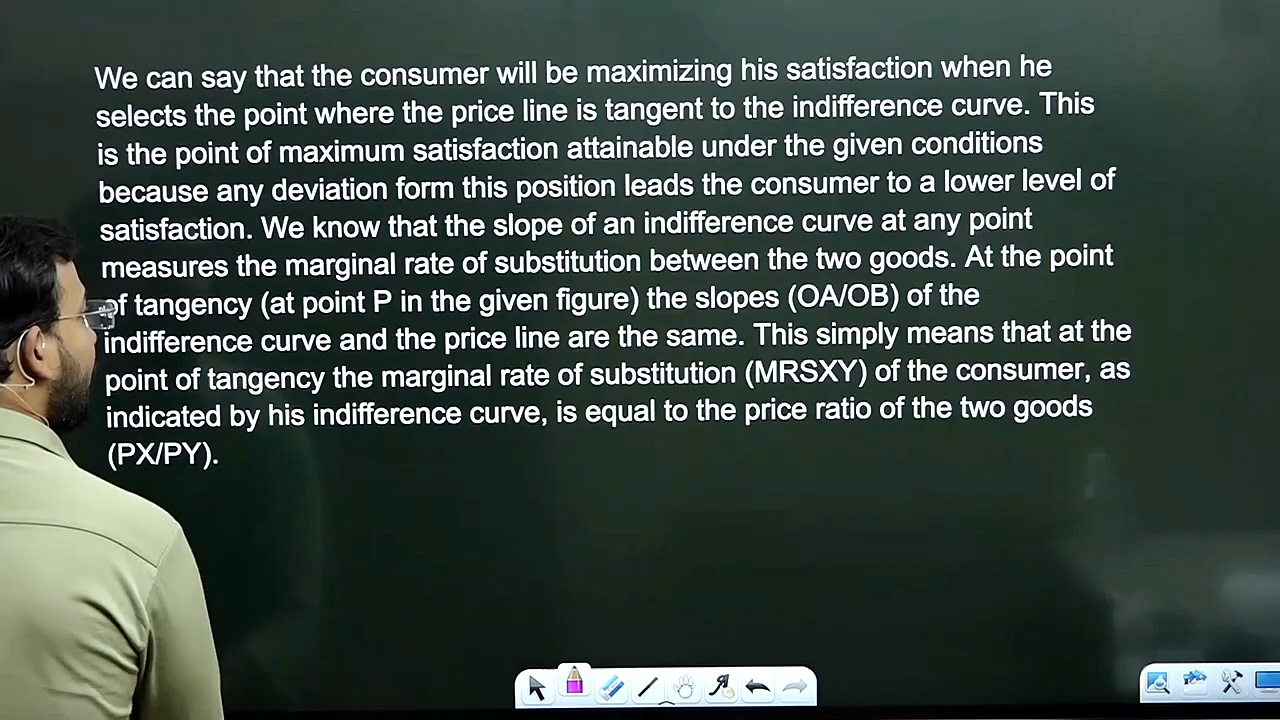 We can say that the consumer will be maximizing his satisfaction when he
selects the point where the price line is tangent to the indifference curve. This
is the point of maximum satisfaction attainable under the given conditions
because any deviation form this position leads the consumer to a lower level of
satisfaction. We know that the slope of an indifference curve at any point
measures the marginal rate of substitution between the two goods. At the point
of tangency (at point P in the given figure) the slopes (OA/OB) of the
indifference curve and the price line are the same. This simply means that at the
point of tangency the marginal rate of substitution (MRSXY) of the consumer, as
indicated by his indifference curve, is equal to the price ratio of the two goods
(PX/PY).